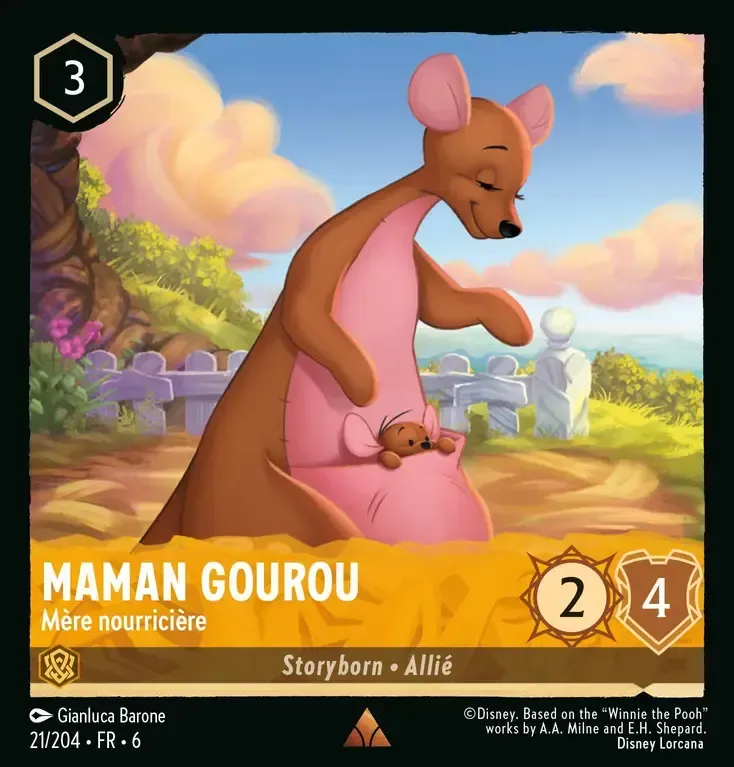 3
MAMAN GOUROU
Mère nourricière
2
4
Storyborn • Allié
Gianluca Barone
21/204 • FR • 6
©Disney. Based on the “Winnie the Pooh”
works by A.A. Milne and E.H. Shepard.
Disney Lorcana